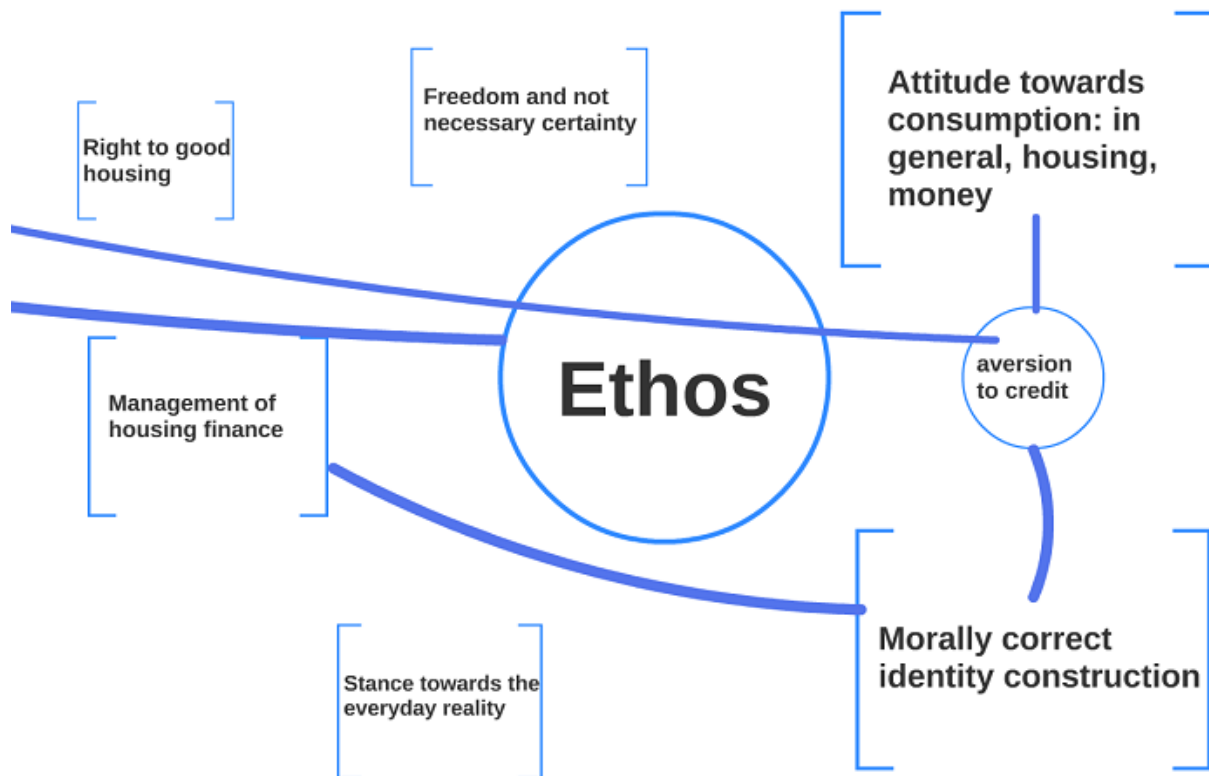 Attitude towards
consumption: in
general, housing,
money
Freedom and not
necessary certainty
Right to good
housing
Ethos
aversion
to credit
Management of
housing finance
Morally correct
identity construction
Stance towards the
everyday reality